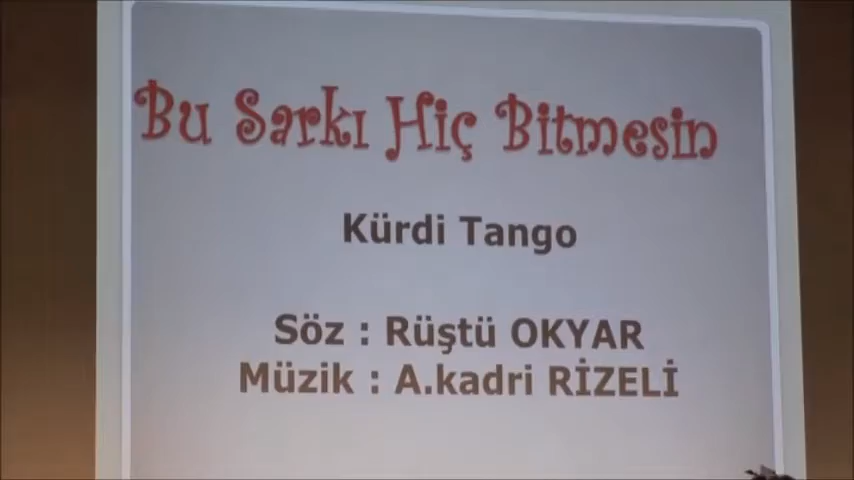 Bu Sarkı Hiç Bitmesin
Kürdi Tango
Söz : Rüştü OKYAR
Müzik : A.kadri RİZELİ